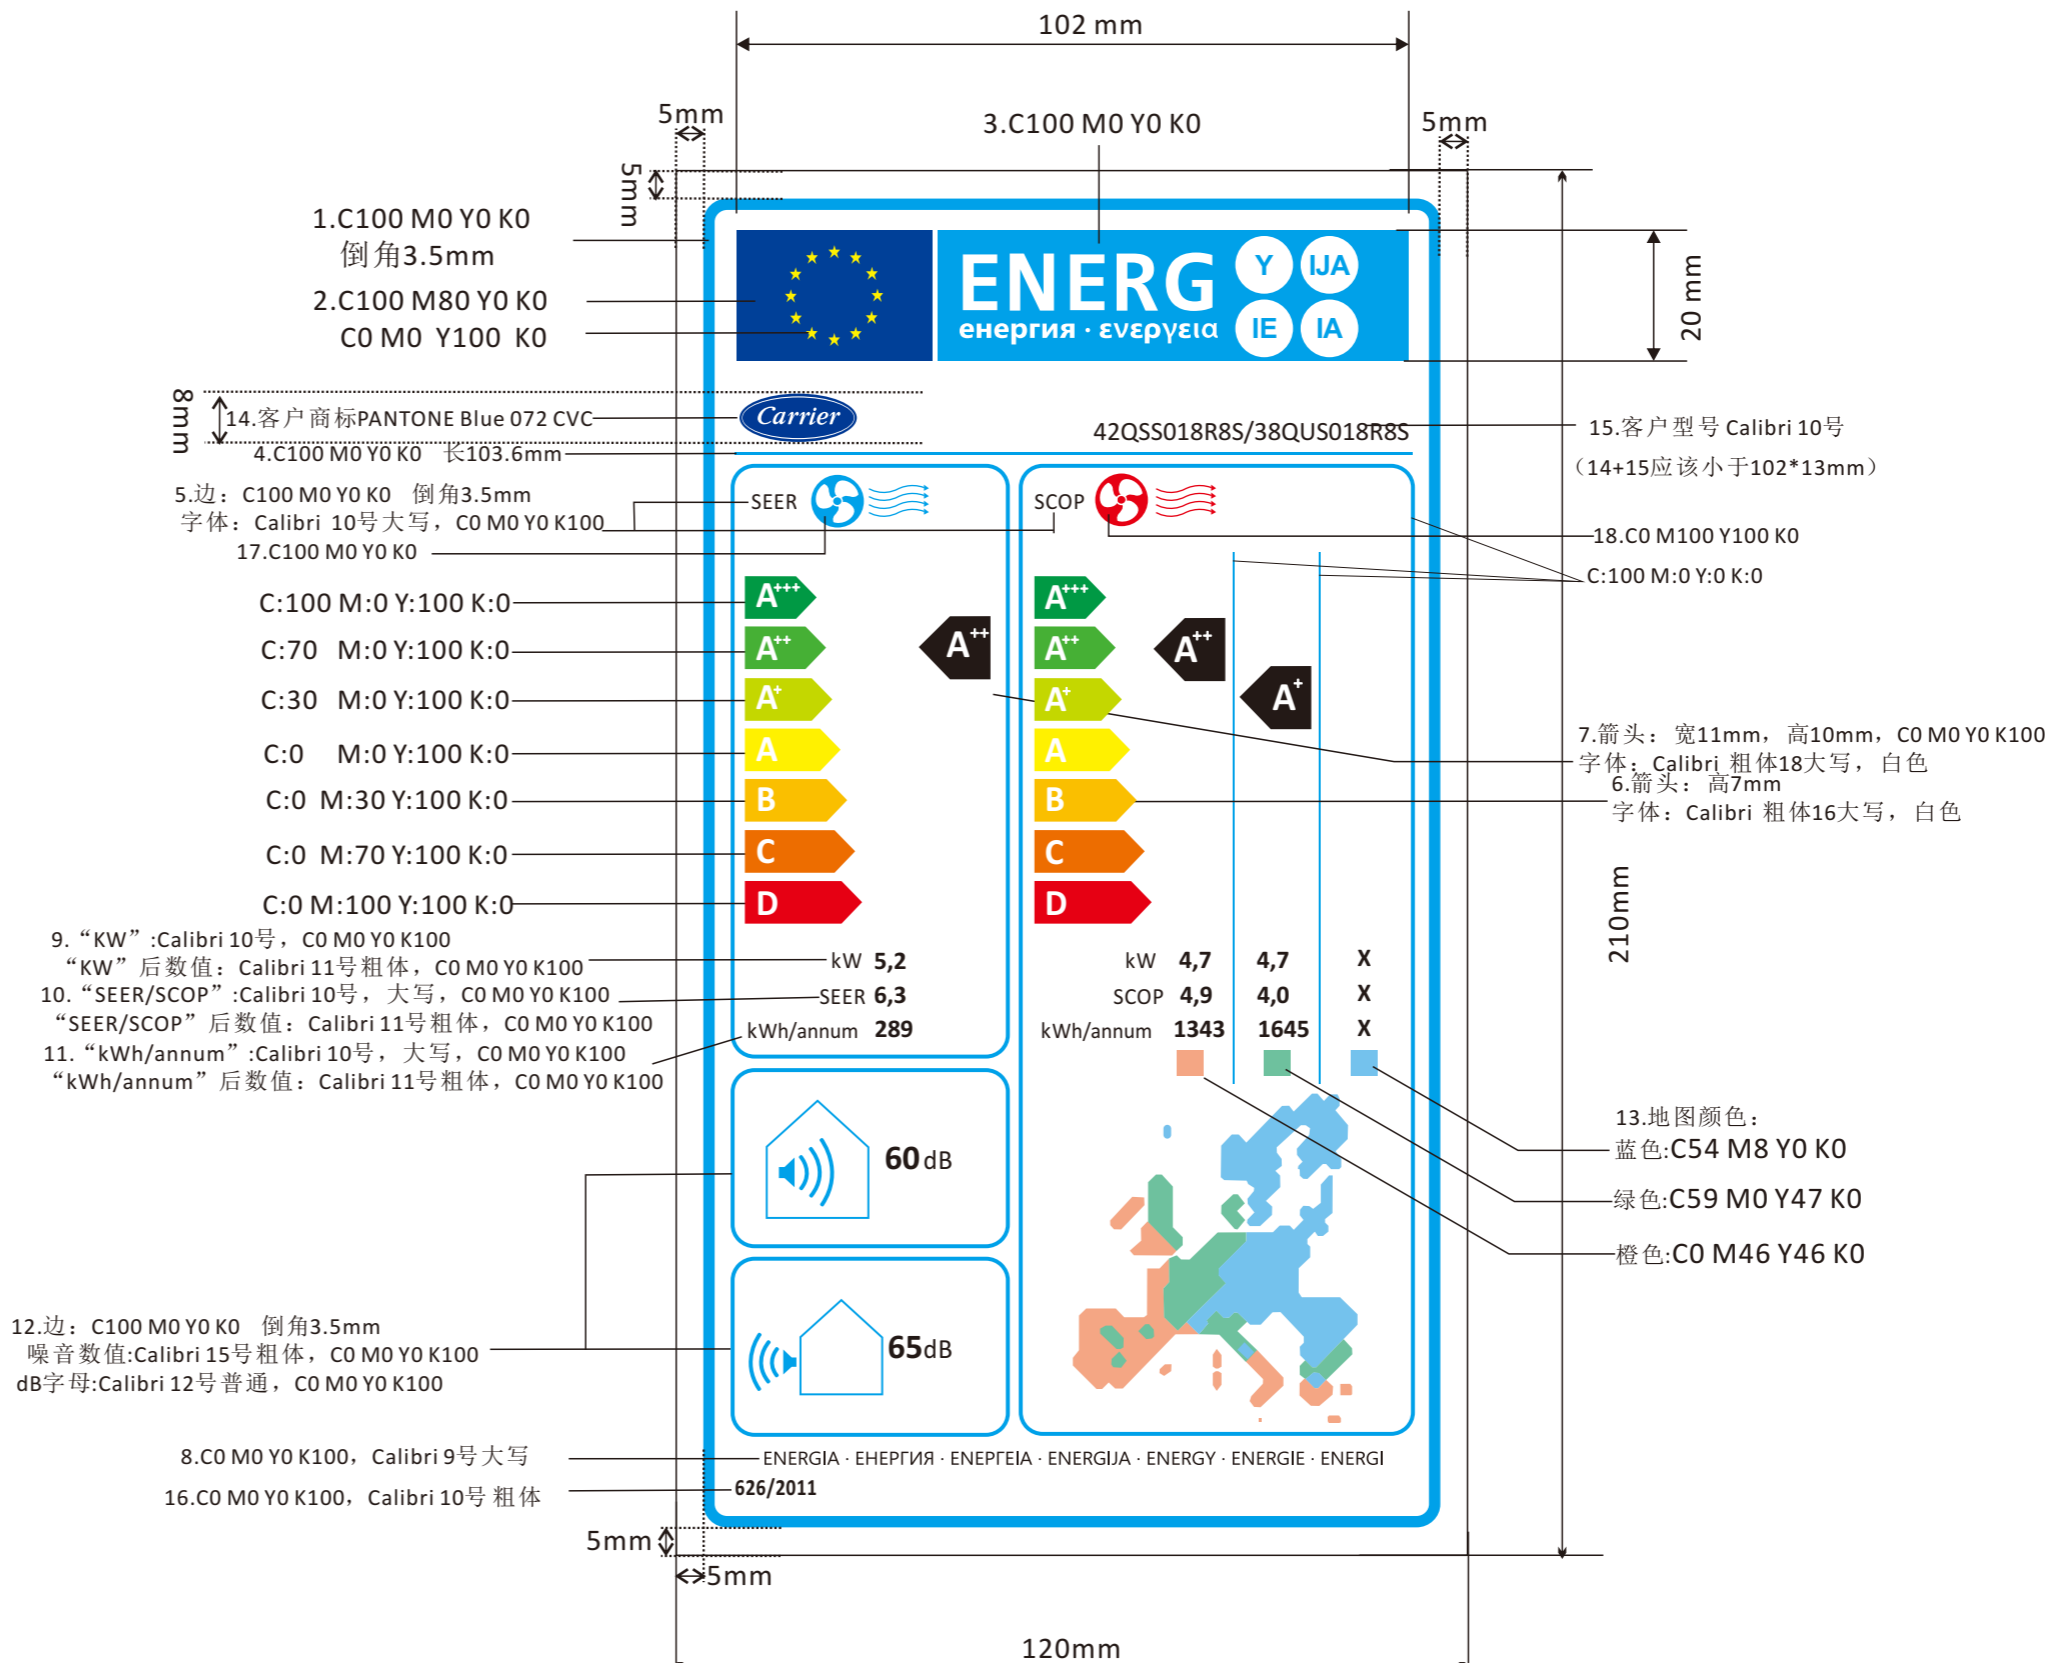 102 mm
5mm
3.C100 M0 Y0 K0
5mm
5mm
1.C100 M0 Y0 K0
倒角3.5mm
2.C100 M80 Y0 K0
C0 M0 Y100 K0
ENERG
енергия · ενεργεια
Y
IJA
IE
IA
20 mm
8mm
14.客户商标PANTONE Blue 072 CVC
Carrier
42QSS018R8S/38QUS018R8S
15.客户型号 Calibri 10号
（14+15应该小于102*13mm）
4.C100 M0 Y0 K0 长103.6mm
5.边：C100 M0 Y0 K0 倒角3.5mm
字体：Calibri 10号大写，C0 M0 Y0 K100
17.C100 M0 Y0 K0
SEER
SCOP
18.C0 M100 Y100 K0
C:100 M:0 Y:0 K:0
C:100 M:0 Y:100 K:0
C:70 M:0 Y:100 K:0
C:30 M:0 Y:100 K:0
C:0 M:0 Y:100 K:0
C:0 M:30 Y:100 K:0
C:0 M:70 Y:100 K:0
C:0 M:100 Y:100 K:0
A+++
A++
A+
A
B
C
D
A++
A+++
A++
A+
A
B
C
D
A++
A+
7.箭头：宽11mm，高10mm，C0 M0 Y0 K100
字体：Calibri 粗体18大写，白色
6.箭头：高7mm
字体：Calibri 粗体16大写，白色
210mm
9.“KW”:Calibri 10号，C0 M0 Y0 K100
“KW”后数值：Calibri 11号粗体，C0 M0 Y0 K100
10.“SEER/SCOP”:Calibri 10号，大写，C0 M0 Y0 K100
“SEER/SCOP”后数值：Calibri 11号粗体，C0 M0 Y0 K100
11.“kWh/annum”:Calibri 10号，大写，C0 M0 Y0 K100
“kWh/annum”后数值：Calibri 11号粗体，C0 M0 Y0 K100
kW 5,2
SEER 6,3
kWh/annum 289
kW 4,7 4,7 X
SCOP 4,9 4,0 X
kWh/annum 1343 1645 X
13.地图颜色：
蓝色:C54 M8 Y0 K0
绿色:C59 M0 Y47 K0
橙色:C0 M46 Y46 K0
60dB
65dB
12.边：C100 M0 Y0 K0 倒角3.5mm
噪音数值:Calibri 15号粗体，C0 M0 Y0 K100
dB字母:Calibri 12号普通，C0 M0 Y0 K100
8.C0 M0 Y0 K100，Calibri 9号大写
ENERGIA · ЕНЕРГИЯ · ΕΝΕΡΓΕΙΑ · ENERGIJA · ENERGY · ENERGIE · ENERGI
16.C0 M0 Y0 K100，Calibri 10号 粗体
626/2011
5mm
5mm
120mm